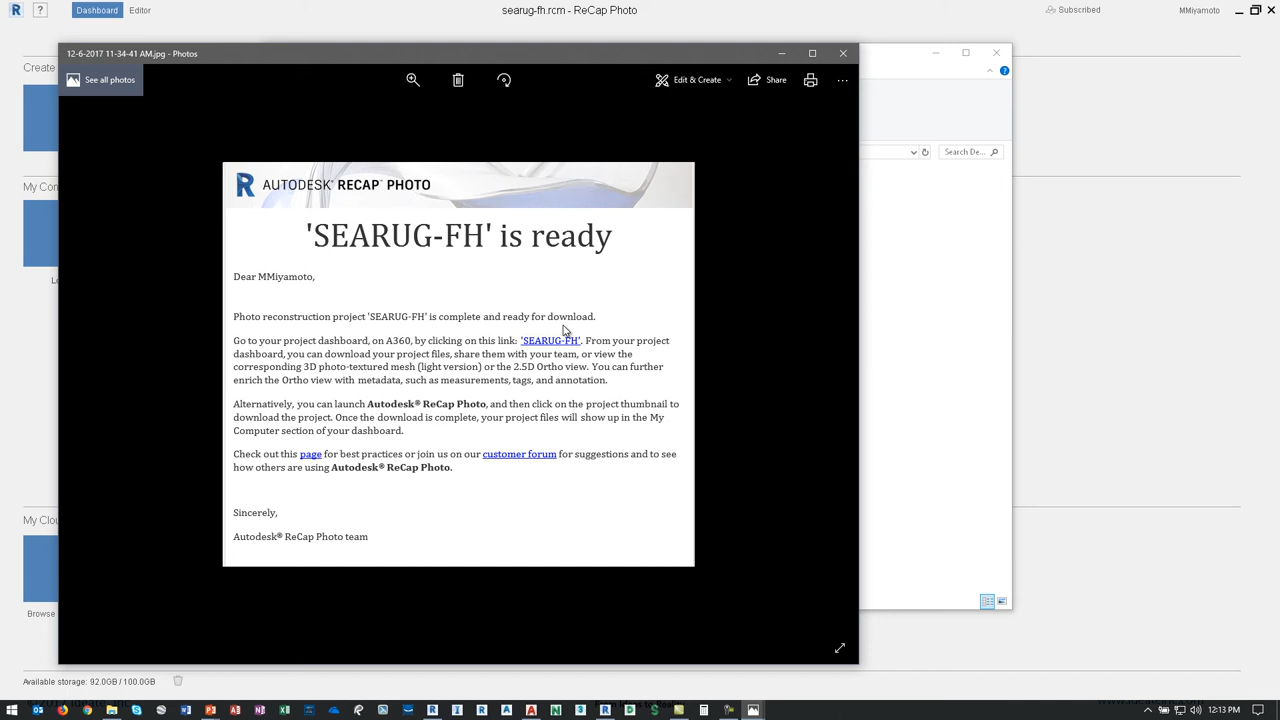 Dashboard Editor searug-fh.rcm - ReCap Photo Subscribed MMiyamoto
12-6-2017 11-34-41 AM.jpg - Photos
See all photos Edit & Create Share
Create
Search De...
AUTODESK® RECAP™ PHOTO
'SEARUG-FH' is ready
My Co
Dear MMiyamoto,
Photo reconstruction project 'SEARUG-FH' is complete and ready for download.
Go to your project dashboard, on A360, by clicking on this link: 'SEARUG-FH'. From your project
dashboard, you can download your project files, share them with your team, or view the
corresponding 3D photo-textured mesh (light version) or the 2.5D Ortho view. You can further
enrich the Ortho view with metadata, such as measurements, tags, and annotation.
Alternatively, you can launch Autodesk® ReCap Photo, and then click on the project thumbnail to
download the project. Once the download is complete, your project files will show up in the My
Computer section of your dashboard.
Check out this page for best practices or join us on our customer forum for suggestions and to see
how others are using Autodesk® ReCap Photo.
Sincerely,
My Clo
Autodesk® ReCap Photo team
Browse
Available storage: 92.0GB / 100.0GB
12:13 PM